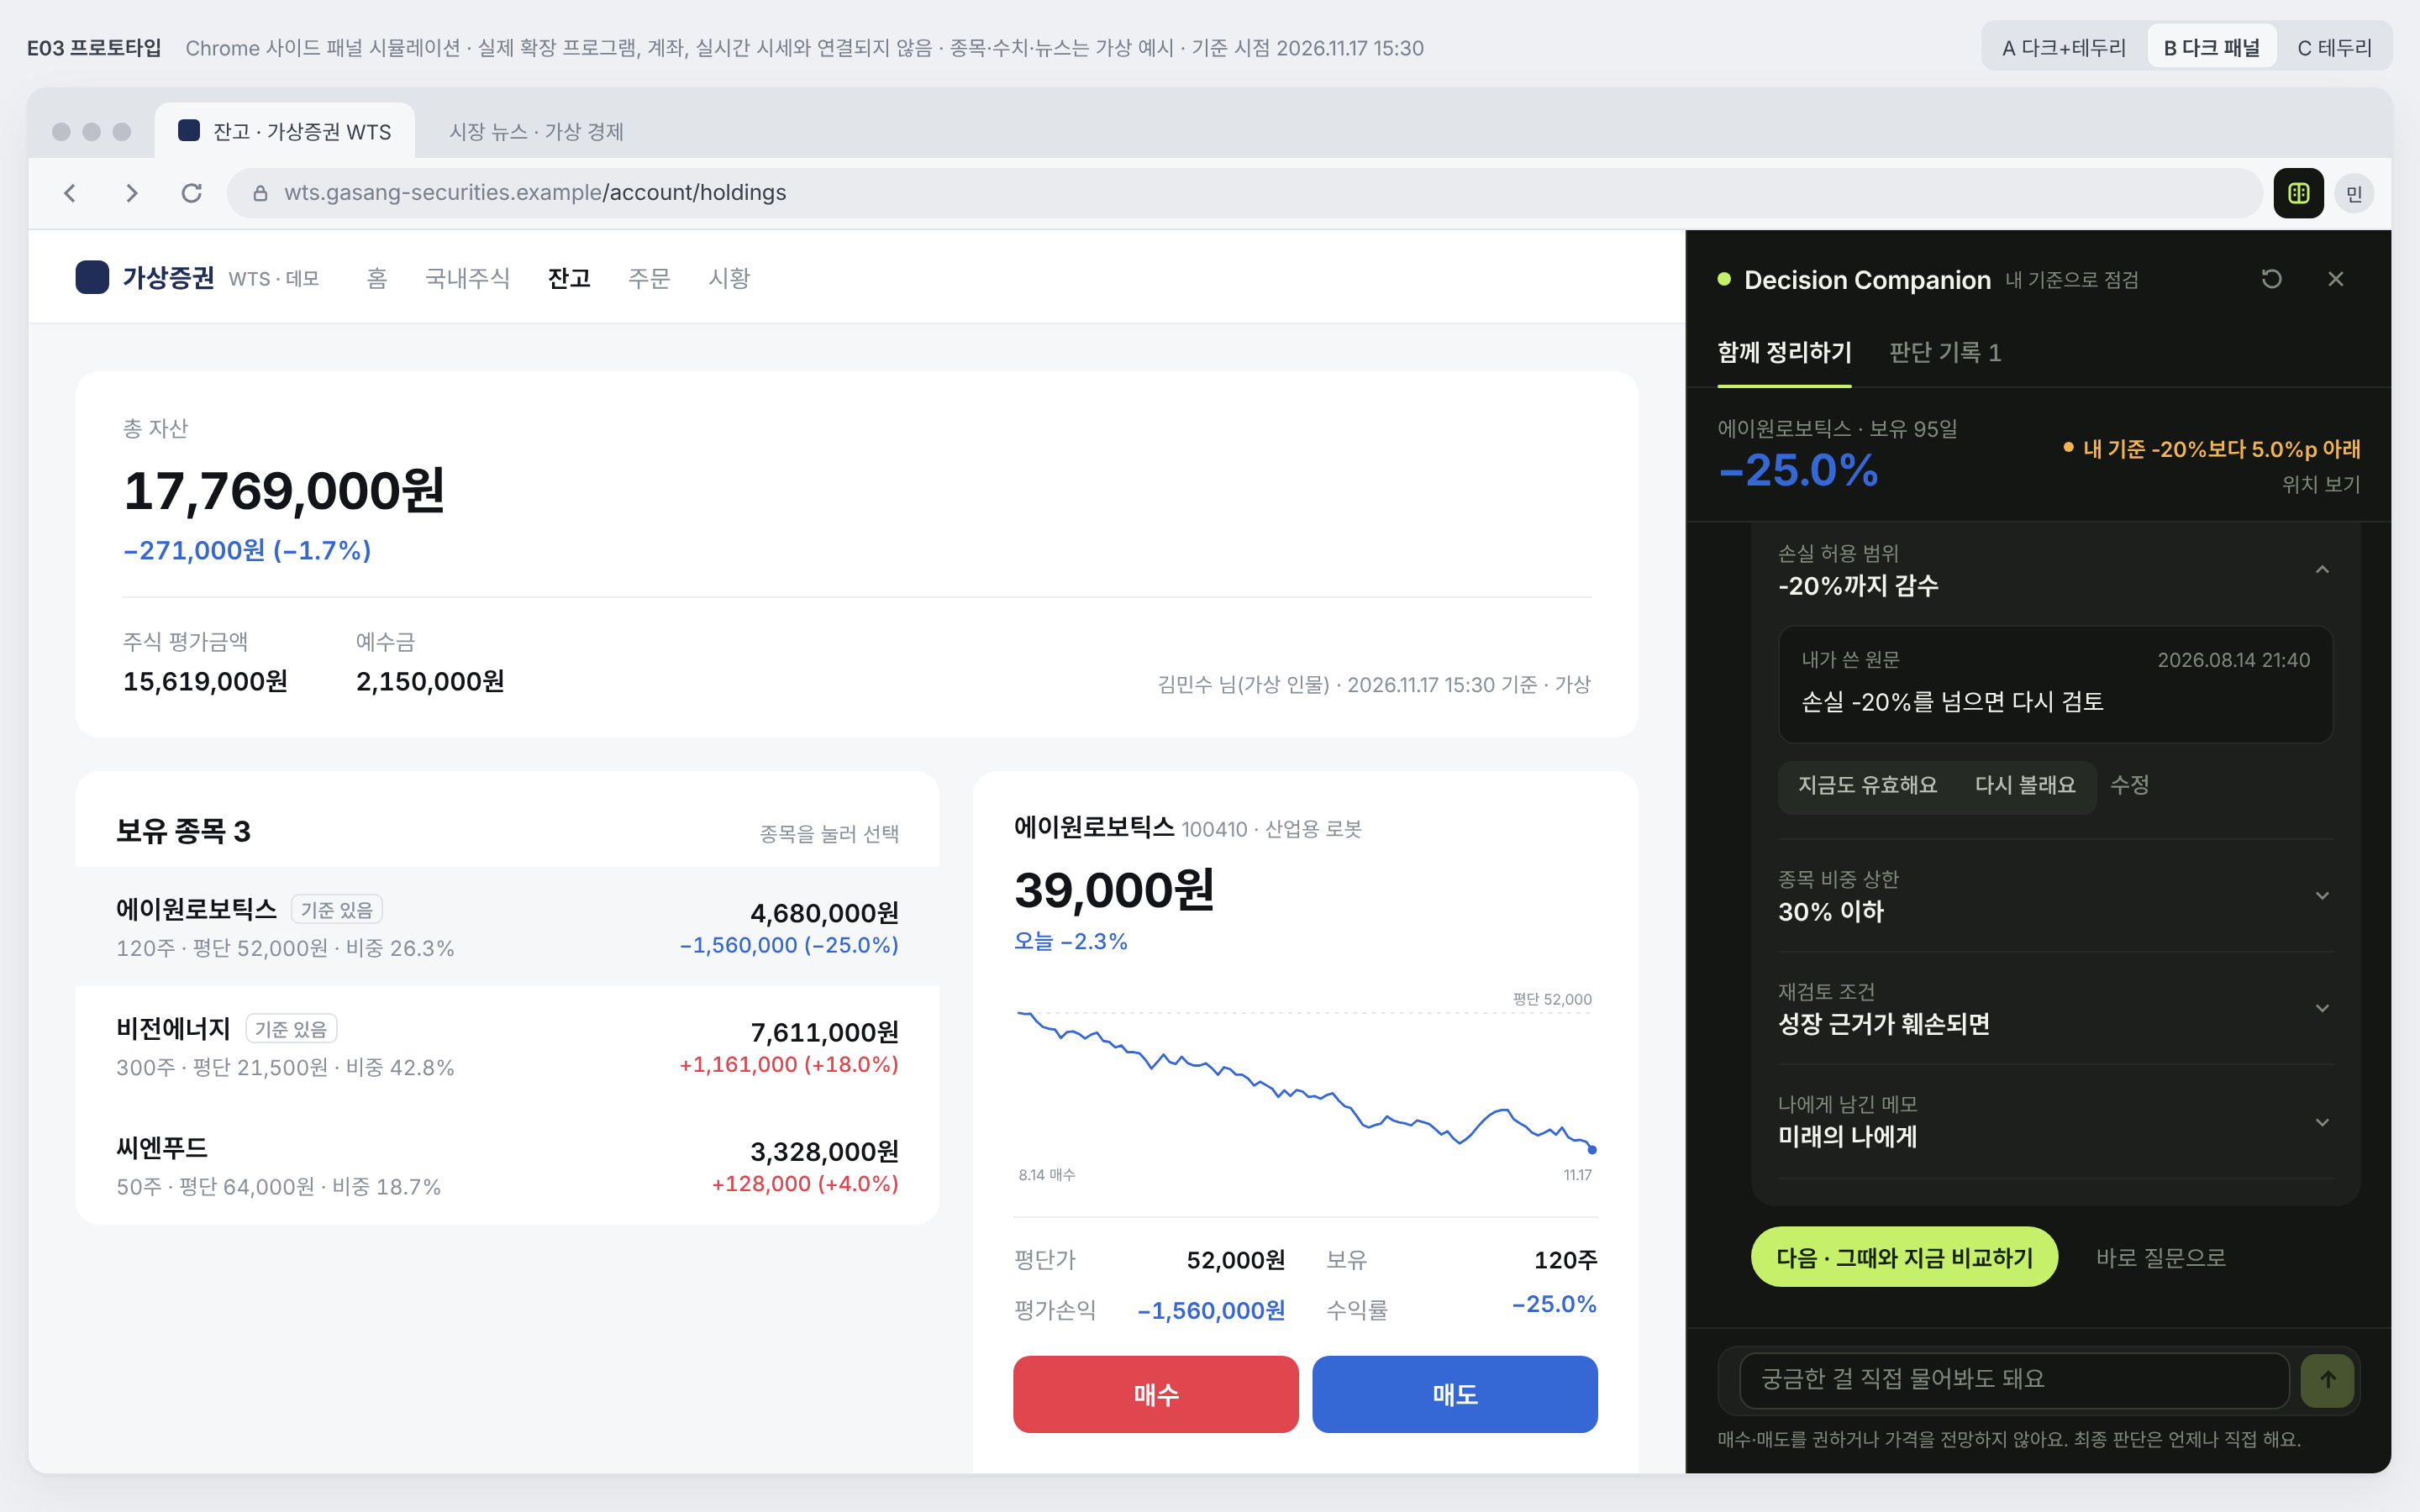 E03 프로토타입 Chrome 사이드 패널 시뮬레이션 · 실제 확장 프로그램, 계좌, 실시간 시세와 연결되지 않음 · 종목·수치·뉴스는 가상 예시 · 기준 시점 2026.11.17 15:30
A 다크+테두리 B 다크 패널 C 테두리
잔고 · 가상증권 WTS 시장 뉴스 · 가상 경제
wts.gasang-securities.example/account/holdings
민
가상증권 WTS · 데모 홈 국내주식 잔고 주문 시황
총 자산
17,769,000원
−271,000원 (−1.7%)
주식 평가금액 예수금
15,619,000원 2,150,000원
김민수 님(가상 인물) · 2026.11.17 15:30 기준 · 가상
보유 종목 3 종목을 눌러 선택
에이원로보틱스 기준 있음 4,680,000원
120주 · 평단 52,000원 · 비중 26.3% −1,560,000 (−25.0%)
비전에너지 기준 있음 7,611,000원
300주 · 평단 21,500원 · 비중 42.8% +1,161,000 (+18.0%)
씨엔푸드 3,328,000원
50주 · 평단 64,000원 · 비중 18.7% +128,000 (+4.0%)
에이원로보틱스 100410 · 산업용 로봇
39,000원
오늘 −2.3%
평단 52,000
8.14 매수 11.17
평단가 52,000원 보유 120주
평가손익 −1,560,000원 수익률 −25.0%
매수 매도
Decision Companion 내 기준으로 점검
함께 정리하기 판단 기록 1
에이원로보틱스 · 보유 95일
−25.0%
내 기준 -20%보다 5.0%p 아래
위치 보기
손실 허용 범위
-20%까지 감수
내가 쓴 원문 2026.08.14 21:40
손실 -20%를 넘으면 다시 검토
지금도 유효해요 다시 볼래요 수정
종목 비중 상한
30% 이하
재검토 조건
성장 근거가 훼손되면
나에게 남긴 메모
미래의 나에게
다음 · 그때와 지금 비교하기 바로 질문으로
궁금한 걸 직접 물어봐도 돼요
매수·매도를 권하거나 가격을 전망하지 않아요. 최종 판단은 언제나 직접 해요.